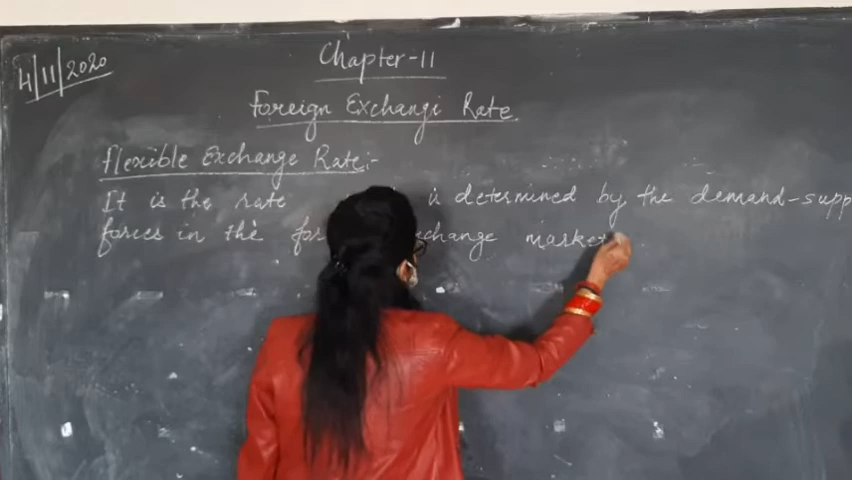 4/11/2020
Chapter-11
Foreign Exchange Rate
Flexible Exchange Rate:-
It is the rate is determined by the demand-supp
forces in the market